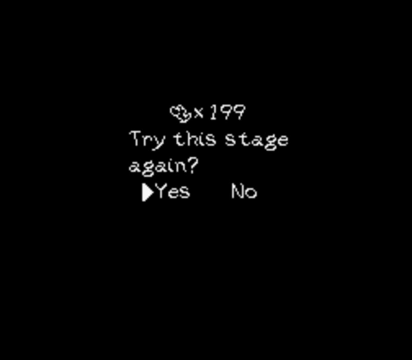 x 199
Try this stage
again?
Yes No